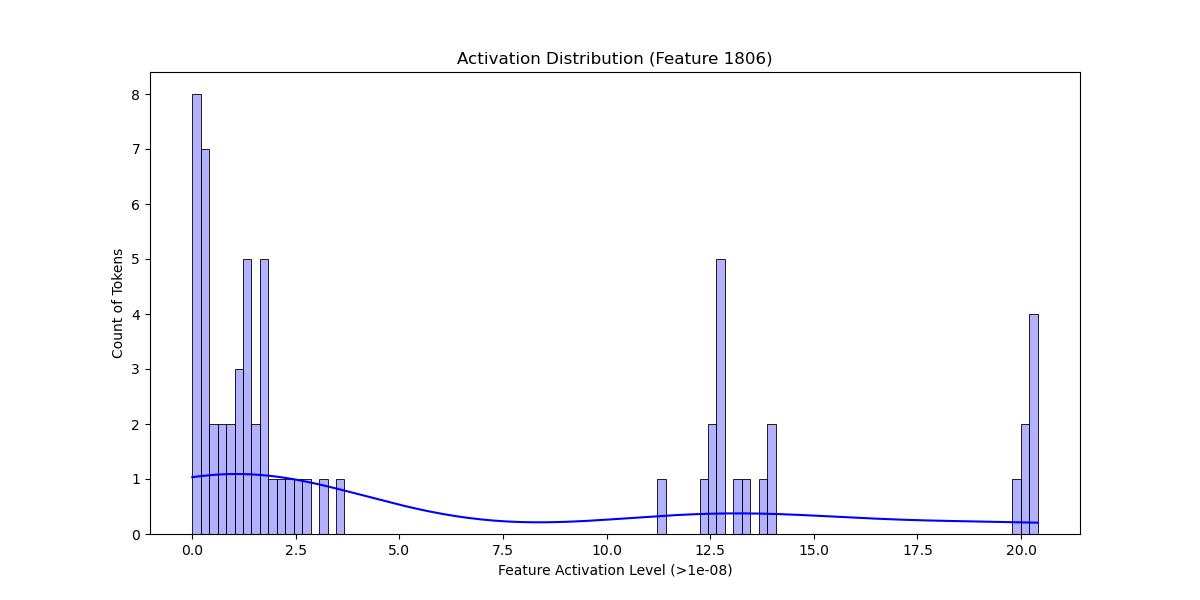 Activation Distribution (Feature 1806)
Count of Tokens
8
7
6
5
4
3
2
1
0
0.0 2.5 5.0 7.5 10.0 12.5 15.0 17.5 20.0
Feature Activation Level (>1e-08)